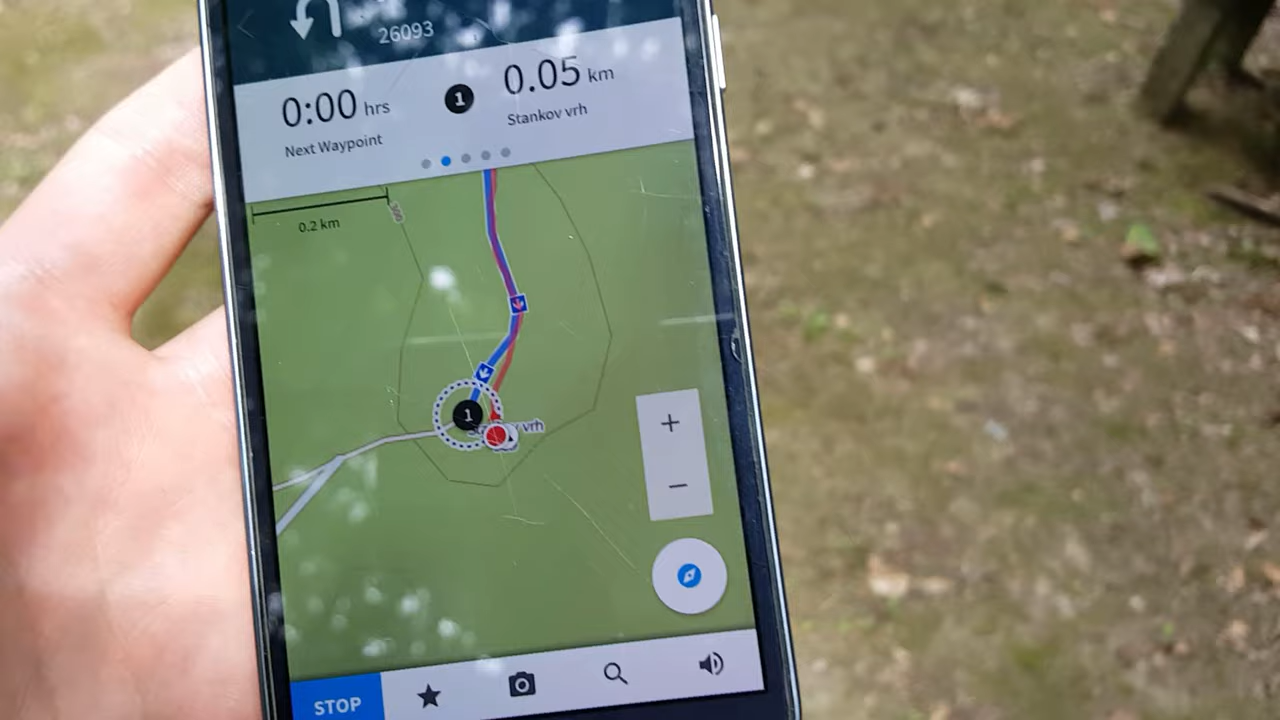 26093
0:00 hrs
Next Waypoint
1
0.05 km
Stankov vrh
0.2 km
1
vrh
+
−
STOP